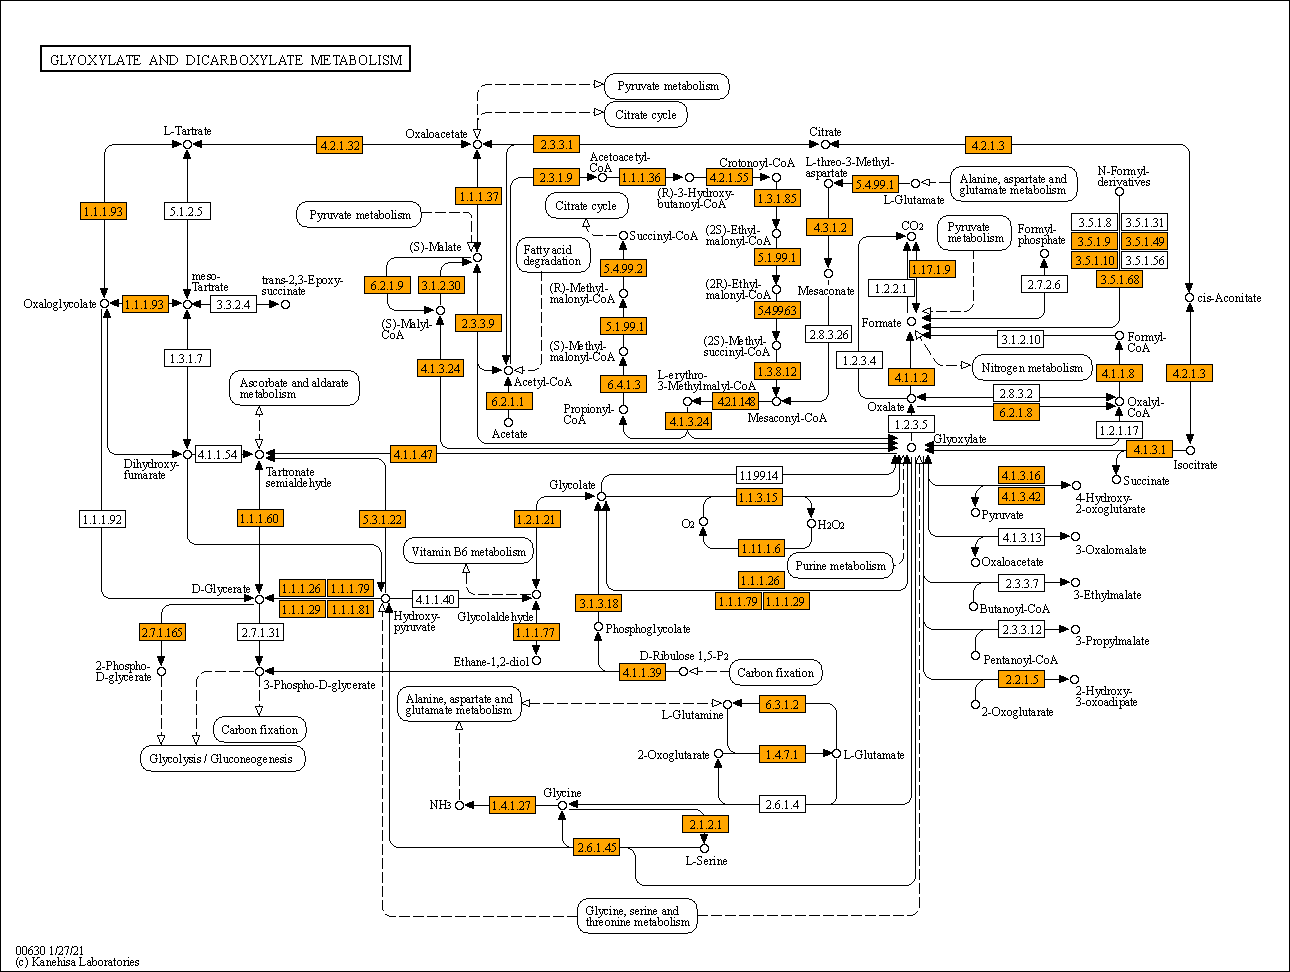 GLYOXYLATE AND DICARBOXYLATE METABOLISM
Pyruvate metabolism
Citrate cycle
L-Tartrate
4.2.1.32
Oxaloacetate
2.3.3.1
Citrate
4.2.1.3
Acetoacetyl-
CoA
2.3.1.9
1.1.1.36
Crotonoyl-CoA
4.2.1.55
(R)-3-Hydroxy-
butanoyl-CoA
L-threo-3-Methyl-
aspartate
5.4.99.1
L-Glutamate
Alanine, aspartate and
glutamate metabolism
N-Formyl-
derivatives
1.1.1.93
5.1.2.5
1.1.1.37
Pyruvate metabolism
(S)-Malate
Citrate cycle
Succinyl-CoA
Fatty acid
degradation
1.3.1.85
(2S)-Ethyl-
malonyl-CoA
5.1.99.1
4.3.1.2
Mesaconate
CO2
Pyruvate
metabolism
1.17.1.9
1.2.2.1
Formyl-
phosphate
2.7.2.6
3.5.1.8
3.5.1.31
3.5.1.9
3.5.1.49
3.5.1.10
3.5.1.56
3.5.1.68
Oxaloglycolate
1.1.1.93
meso-
Tartrate
3.3.2.4
trans-2,3-Epoxy-
succinate
6.2.1.9
3.1.2.30
(S)-Malyl-
CoA
2.3.3.9
5.4.99.2
(R)-Methyl-
malonyl-CoA
5.1.99.1
(S)-Methyl-
malonyl-CoA
(2R)-Ethyl-
malonyl-CoA
5.4.99.63
(2S)-Methyl-
succinyl-CoA
2.8.3.26
Formate
3.1.2.10
Formyl-
CoA
cis-Aconitate
1.3.1.7
4.1.3.24
Acetyl-CoA
6.4.1.3
1.3.8.12
1.2.3.4
4.1.1.2
Nitrogen metabolism
4.1.1.8
4.2.1.3
Ascorbate and aldarate
metabolism
6.2.1.1
Acetate
Propionyl-
CoA
L-erythro-
3-Methylmalyl-CoA
4.2.1.148
4.1.3.24
Mesaconyl-CoA
Oxalate
2.8.3.2
6.2.1.8
Oxalyl-
CoA
1.2.3.5
1.2.1.17
Glyoxylate
4.1.3.1
Isocitrate
Succinate
Dihydroxy-
fumarate
4.1.1.54
Tartronate
semialdehyde
4.1.1.47
1.1.1.92
1.1.1.60
5.3.1.22
1.2.1.21
Glycolate
1.1.99.14
1.1.3.15
O2
H2O2
1.11.1.6
Purine metabolism
4.1.3.16
4.1.3.42
Pyruvate
4-Hydroxy-
2-oxoglutarate
4.1.3.13
Oxaloacetate
3-Oxalomalate
Vitamin B6 metabolism
D-Glycerate
1.1.1.26
1.1.1.79
1.1.1.29
1.1.1.81
Hydroxy-
pyruvate
4.1.1.40
Glycolaldehyde
1.1.1.77
Ethane-1,2-diol
3.1.3.18
Phosphoglycolate
1.1.1.26
1.1.1.79
1.1.1.29
2.3.3.7
Butanoyl-CoA
3-Ethylmalate
2.3.3.12
Pentanoyl-CoA
3-Propylmalate
2.7.1.165
2.7.1.31
2-Phospho-
D-glycerate
3-Phospho-D-glycerate
4.1.1.39
D-Ribulose 1,5-P2
Carbon fixation
2.2.1.5
2-Oxoglutarate
2-Hydroxy-
3-oxoadipate
Carbon fixation
Glycolysis / Gluconeogenesis
Alanine, aspartate and
glutamate metabolism
L-Glutamine
6.3.1.2
2-Oxoglutarate
1.4.7.1
L-Glutamate
NH3
1.4.1.27
Glycine
2.6.1.4
2.1.2.1
2.6.1.45
L-Serine
Glycine, serine and
threonine metabolism
00630 1/27/21
(c) Kanehisa Laboratories